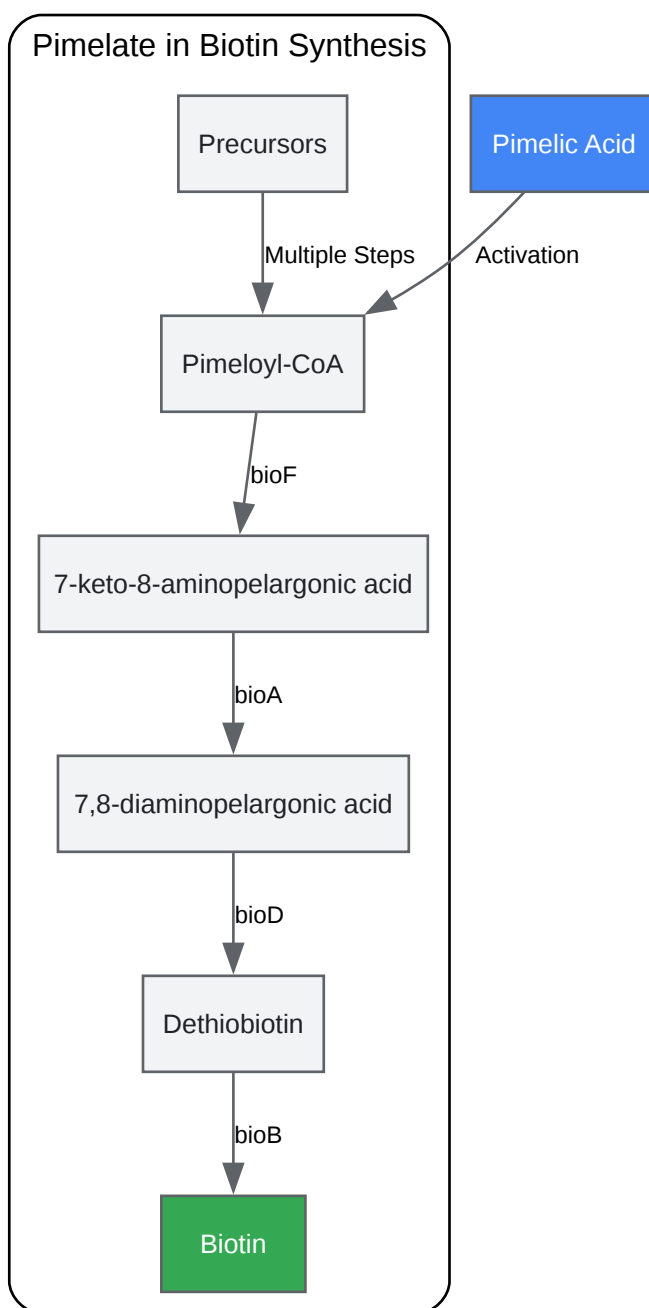 Pimelate in Biotin Synthesis
Precursors
Pimelic Acid
Multiple Steps
Activation
Pimeloyl-CoA
bioF
7-keto-8-aminopelargonic acid
bioA
7,8-diaminopelargonic acid
bioD
Dethiobiotin
bioB
Biotin